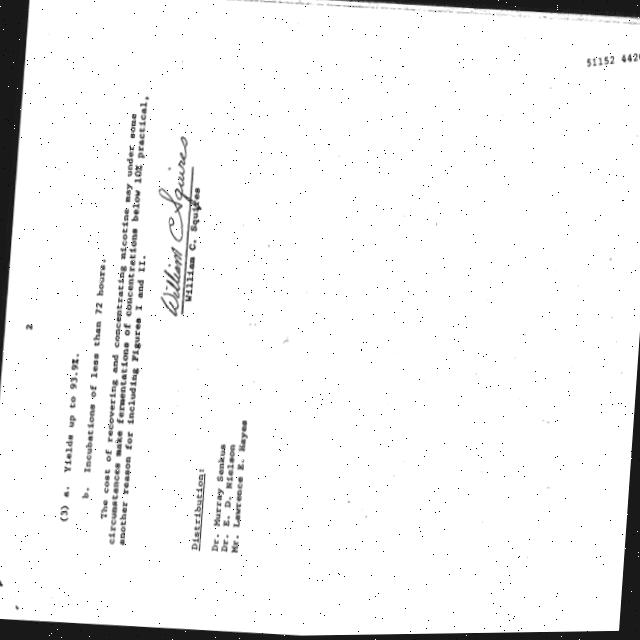 2
(3) a. Yields up to 93.9%.
b. Incubations of less than 72 hours.
The cost of recovering and concentrating nicotine may under some
circumstances make fermentations of concentrations below 10% practical,
another reason for including Figures I and II.
William C Squires
William C. Squires
Distribution:
Dr. Murray Senkus
Dr. E. D. Nielson
Mr. Lawrence E. Hayes
51152 442